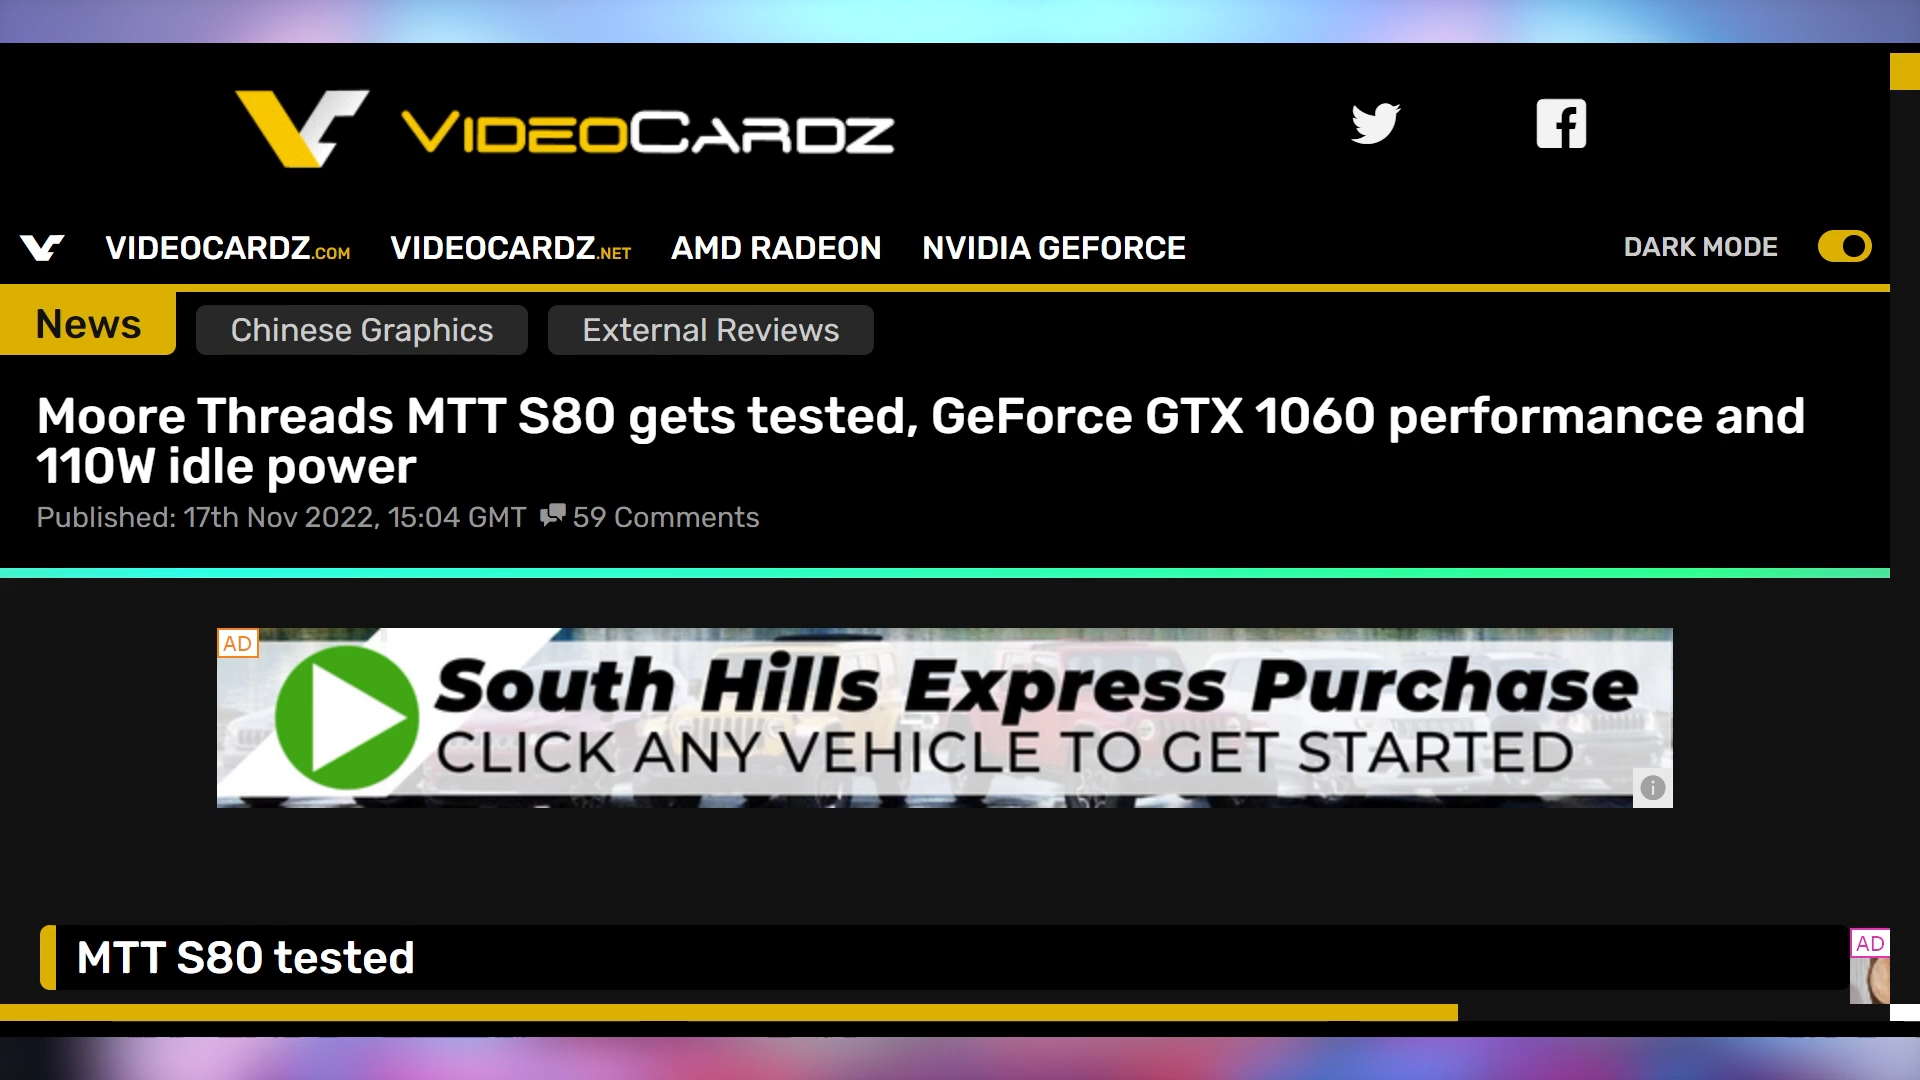 VIDEOCARDZ
VIDEOCARDZ.COM VIDEOCARDZ.NET AMD RADEON NVIDIA GEFORCE DARK MODE
News Chinese Graphics External Reviews
Moore Threads MTT S80 gets tested, GeForce GTX 1060 performance and
110W idle power
Published: 17th Nov 2022, 15:04 GMT 59 Comments
AD
South Hills Express Purchase
CLICK ANY VEHICLE TO GET STARTED
MTT S80 tested
AD